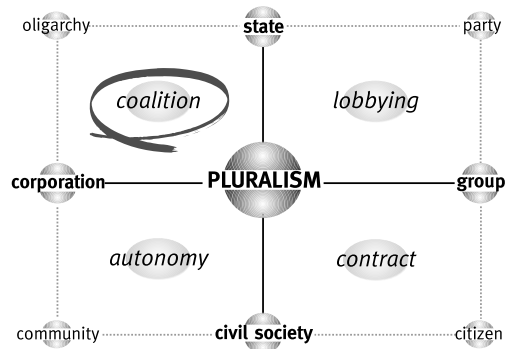 oligarchy state party
coalition lobbying
corporation PLURALISM group
autonomy contract
community civil society citizen